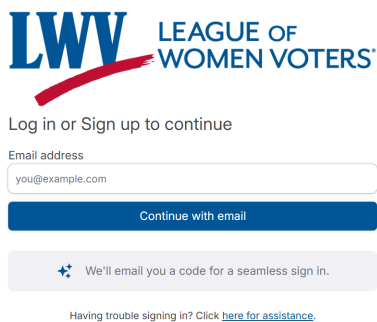 LWV LEAGUE OF
WOMEN VOTERS®
Log in or Sign up to continue
Email address
you@example.com
Continue with email
We'll email you a code for a seamless sign in.
Having trouble signing in? Click here for assistance.